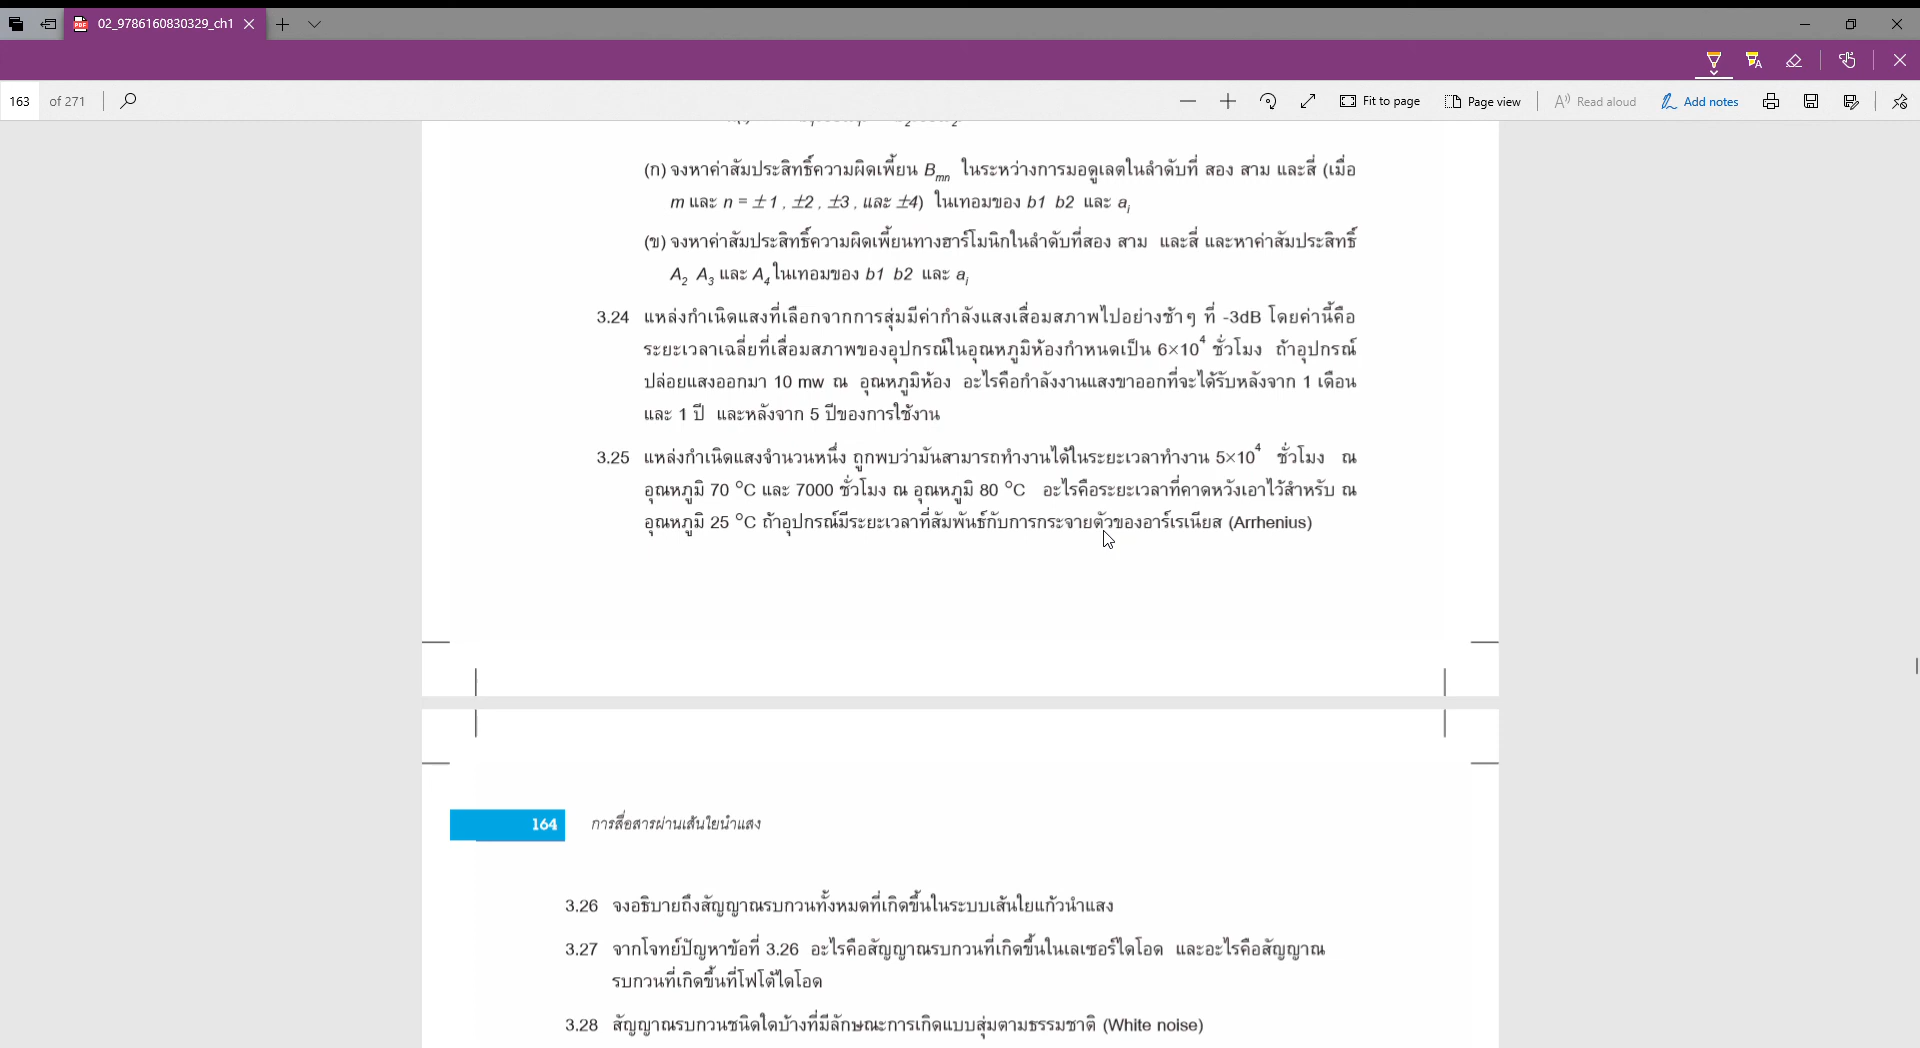 02_9786160830329_ch1
163 of 271 Fit to page Page view Read aloud Add notes
(ก) จงหาค่าสัมประสิทธิ์ความผิดเพี้ยน Bmn ในระหว่างการมอดูเลตในลำดับที่ สอง สาม และสี่ (เมื่อ
m และ n = ±1 , ±2 , ±3 , และ ±4) ในเทอมของ b1 b2 และ ai
(ข) จงหาค่าสัมประสิทธิ์ความผิดเพี้ยนทางฮาร์โมนิกในลำดับที่สอง สาม และสี่ และหาค่าสัมประสิทธิ์
A2 A3 และ A4 ในเทอมของ b1 b2 และ ai
3.24 แหล่งกำเนิดแสงที่เลือกจากการสุ่มมีค่ากำลังแสงเสื่อมสภาพไปอย่างช้าๆ ที่ -3dB โดยค่านี้คือ
ระยะเวลาเฉลี่ยที่เสื่อมสภาพของอุปกรณ์ในอุณหภูมิห้องกำหนดเป็น 6×10⁴ ชั่วโมง ถ้าอุปกรณ์
ปล่อยแสงออกมา 10 mw ณ อุณหภูมิห้อง อะไรคือกำลังงานแสงขาออกที่จะได้รับหลังจาก 1 เดือน
และ 1 ปี และหลังจาก 5 ปีของการใช้งาน
3.25 แหล่งกำเนิดแสงจำนวนหนึ่ง ถูกพบว่ามันสามารถทำงานได้ในระยะเวลาทำงาน 5×10⁴ ชั่วโมง ณ
อุณหภูมิ 70 °C และ 7000 ชั่วโมง ณ อุณหภูมิ 80 °C อะไรคือระยะเวลาที่คาดหวังเอาไว้สำหรับ ณ
อุณหภูมิ 25 °C ถ้าอุปกรณ์มีระยะเวลาที่สัมพันธ์กับการกระจายตัวของอาร์เรเนียส (Arrhenius)
164 การสื่อสารผ่านเส้นใยนำแสง
3.26 จงอธิบายถึงสัญญาณรบกวนทั้งหมดที่เกิดขึ้นในระบบเส้นใยแก้วนำแสง
3.27 จากโจทย์ปัญหาข้อที่ 3.26 อะไรคือสัญญาณรบกวนที่เกิดขึ้นในเลเซอร์ไดโอด และอะไรคือสัญญาณ
รบกวนที่เกิดขึ้นที่โฟโต้ไดโอด
3.28 สัญญาณรบกวนชนิดใดบ้างที่มีลักษณะการเกิดแบบสุ่มตามธรรมชาติ (White noise)